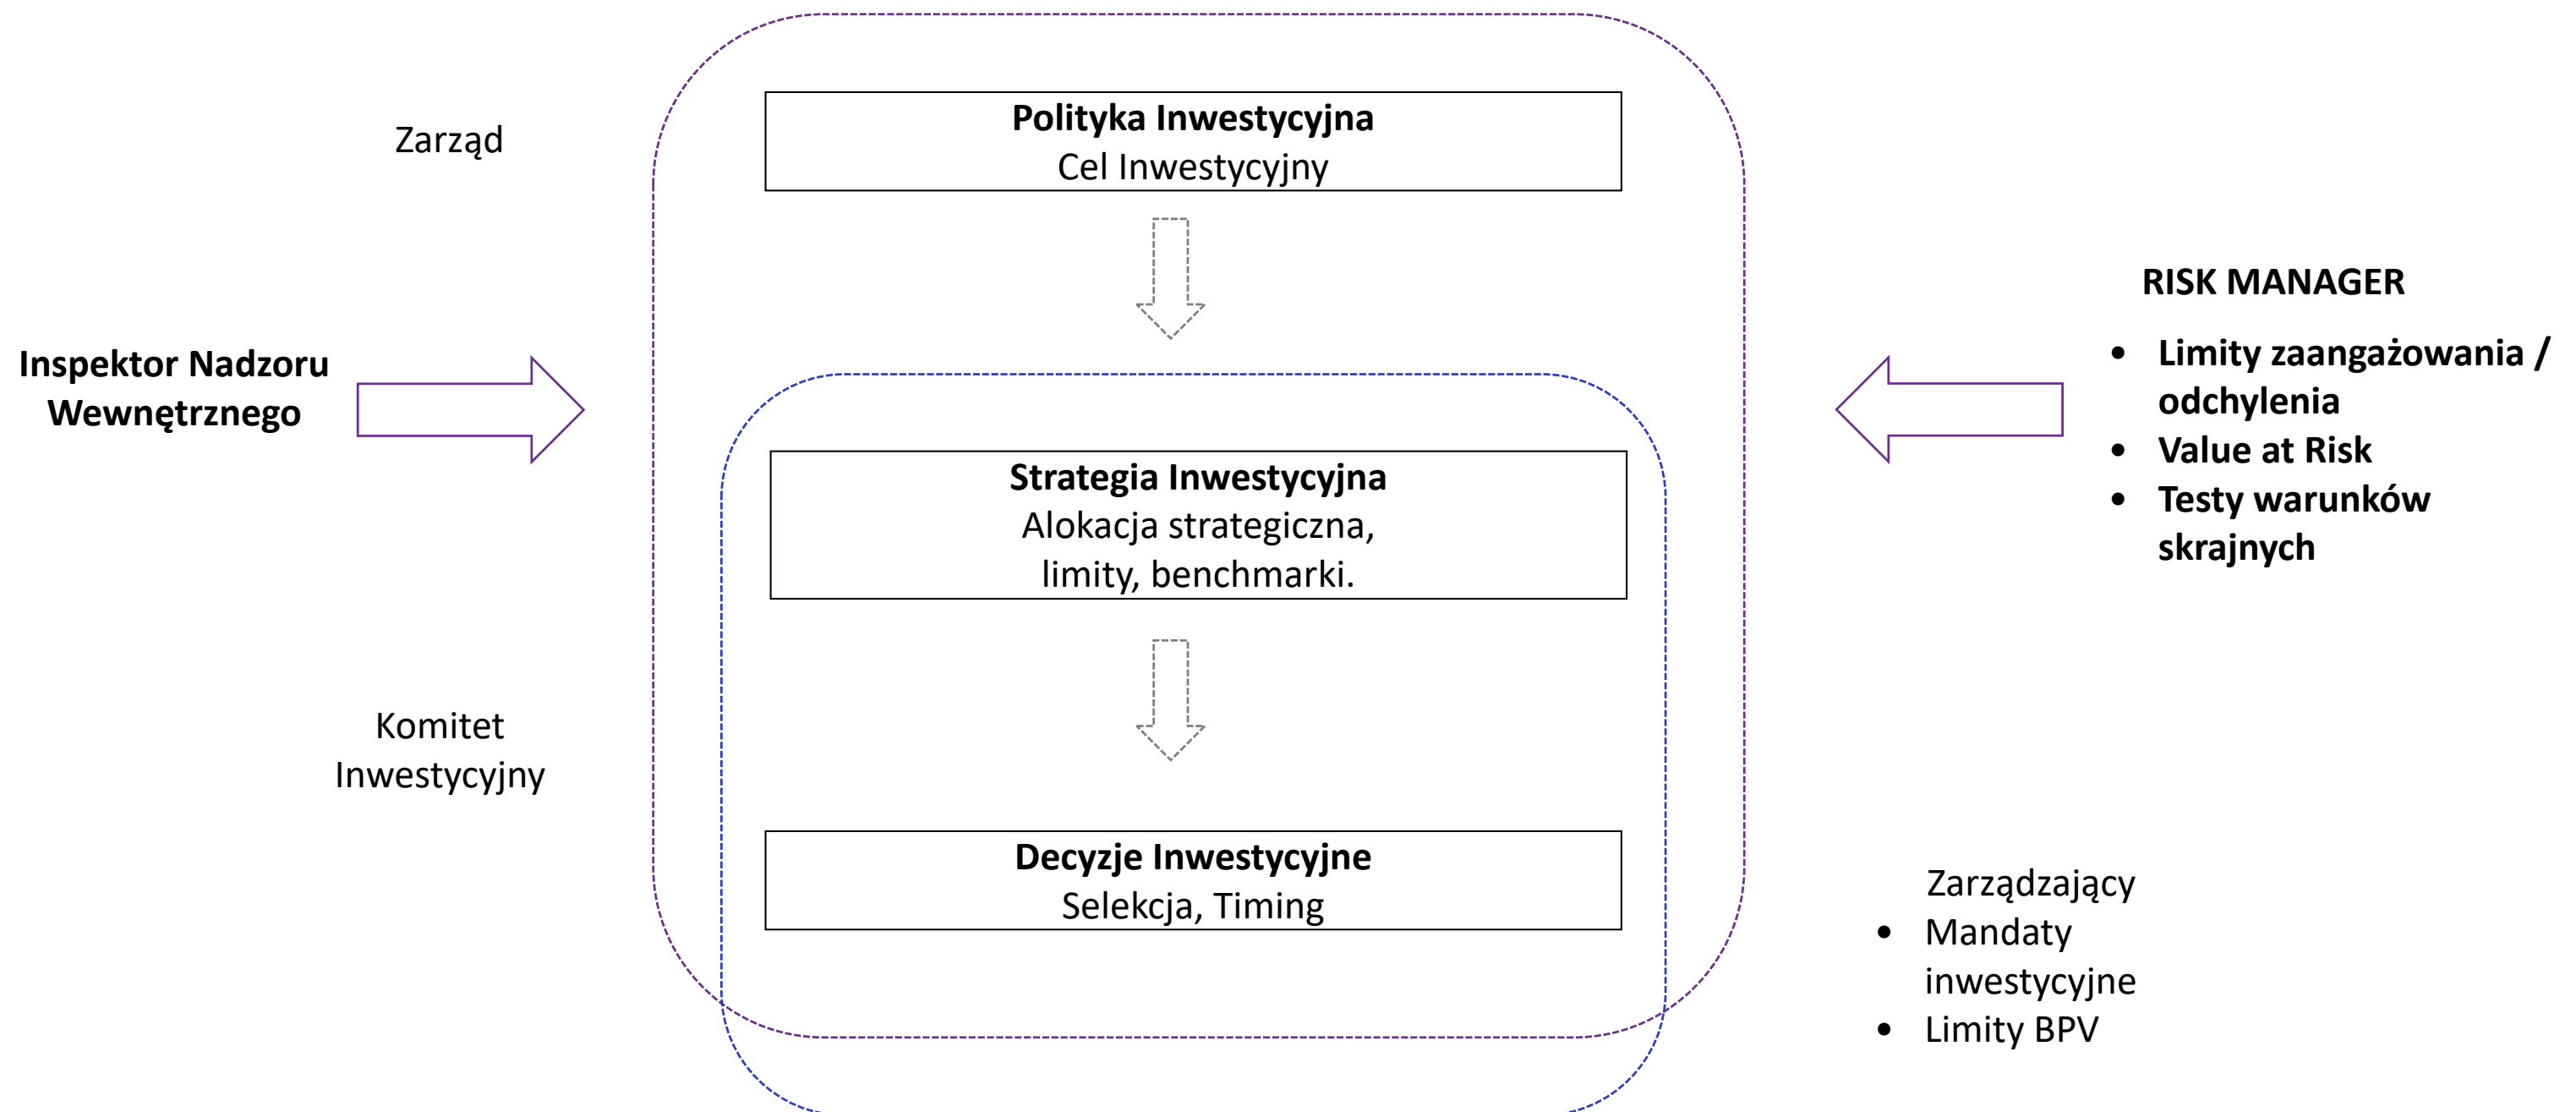 Zarząd
Polityka Inwestycyjna
Cel Inwestycyjny
Inspektor Nadzoru
Wewnętrznego
RISK MANAGER
• Limity zaangażowania /
odchylenia
• Value at Risk
• Testy warunków
skrajnych
Strategia Inwestycyjna
Alokacja strategiczna,
limity, benchmarki.
Komitet
Inwestycyjny
Decyzje Inwestycyjne
Selekcja, Timing
Zarządzający
• Mandaty
inwestycyjne
• Limity BPV